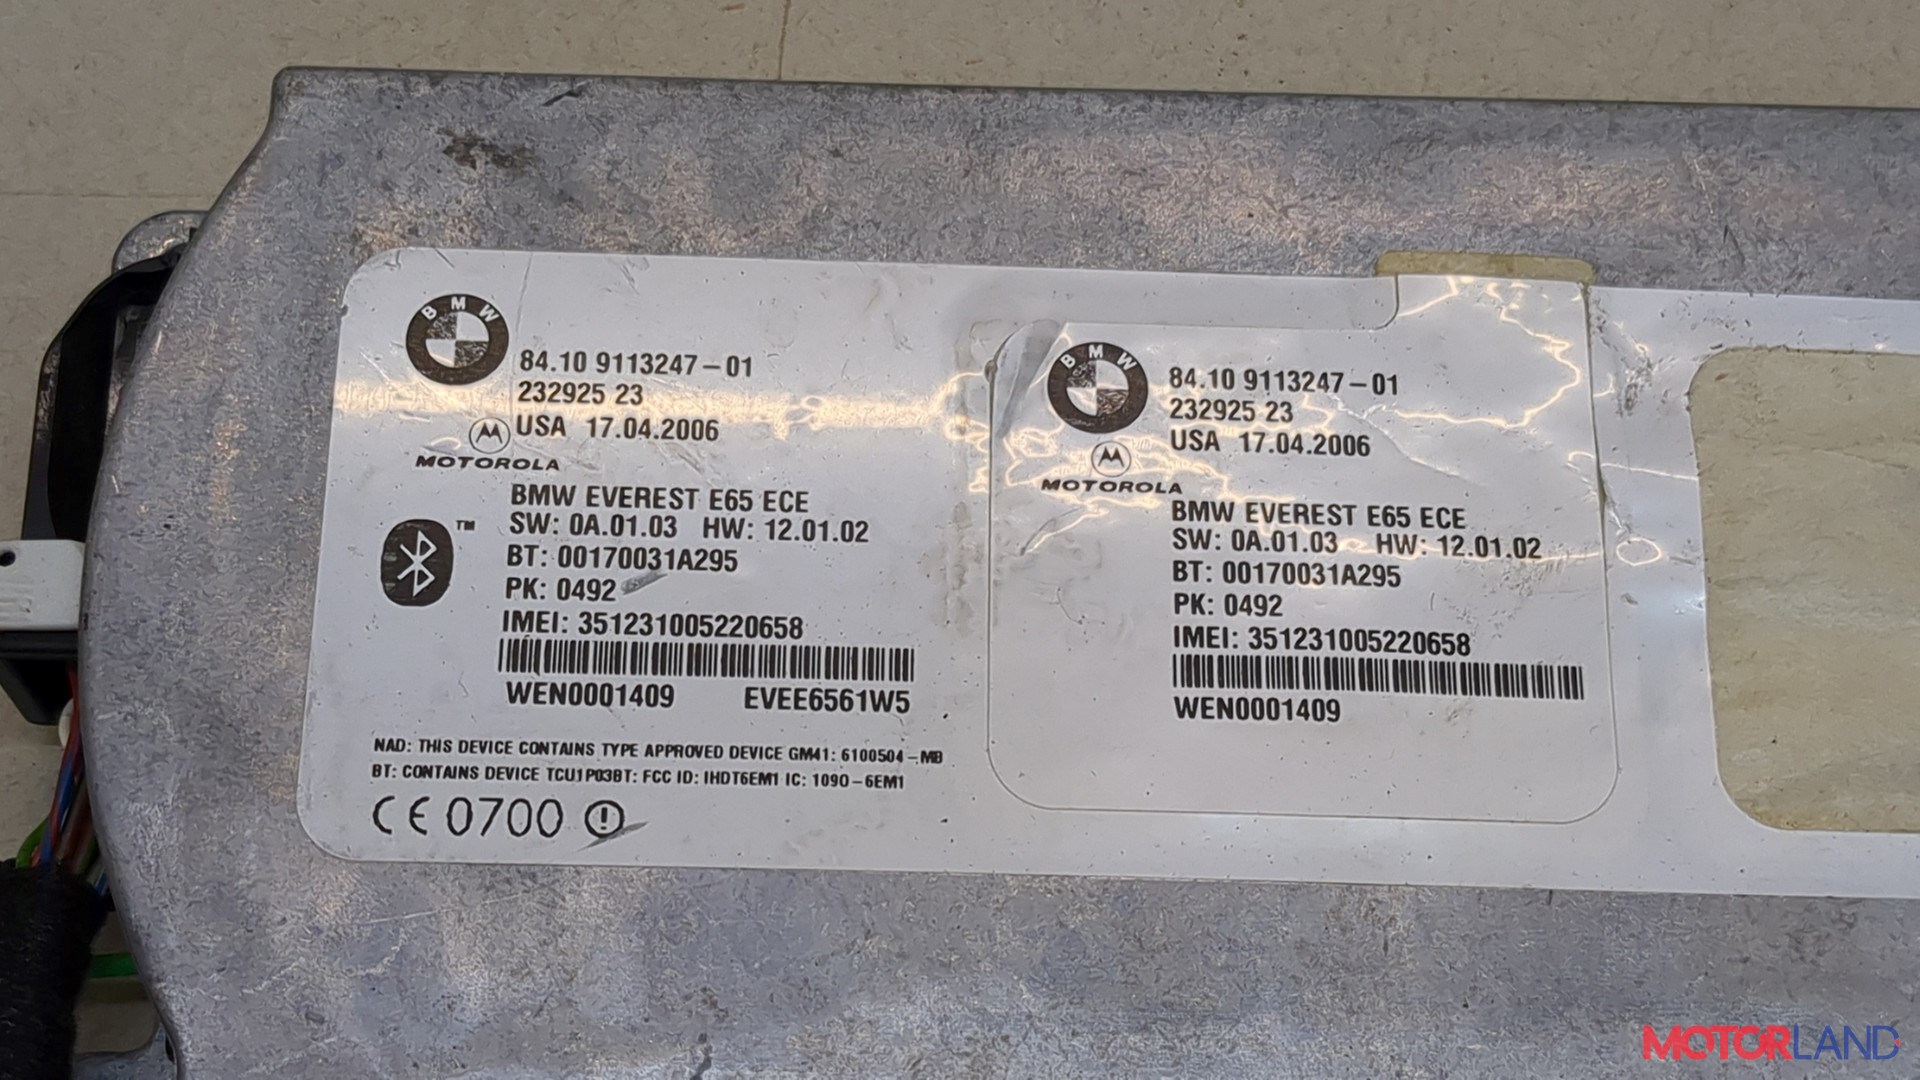 BMW
84.10 9113247-01
232925 23
USA 17.04.2006
MOTOROLA
BMW EVEREST E65 ECE
SW: 0A.01.03 HW: 12.01.02
TM
BT: 00170031A295
PK: 0492
IMEI: 351231005220658
WEN0001409 EVEE6561W5
NAD: THIS DEVICE CONTAINS TYPE APPROVED DEVICE GM41: 6100504-MB
BT: CONTAINS DEVICE TCU1P03BT: FCC ID: IHDT6EM1 IC: 1090-6EM1
CE 0700
BMW
84.10 9113247-01
232925 23
USA 17.04.2006
MOTOROLA
BMW EVEREST E65 ECE
SW: 0A.01.03 HW: 12.01.02
BT: 00170031A295
PK: 0492
IMEI: 351231005220658
WEN0001409
MOTORLAND